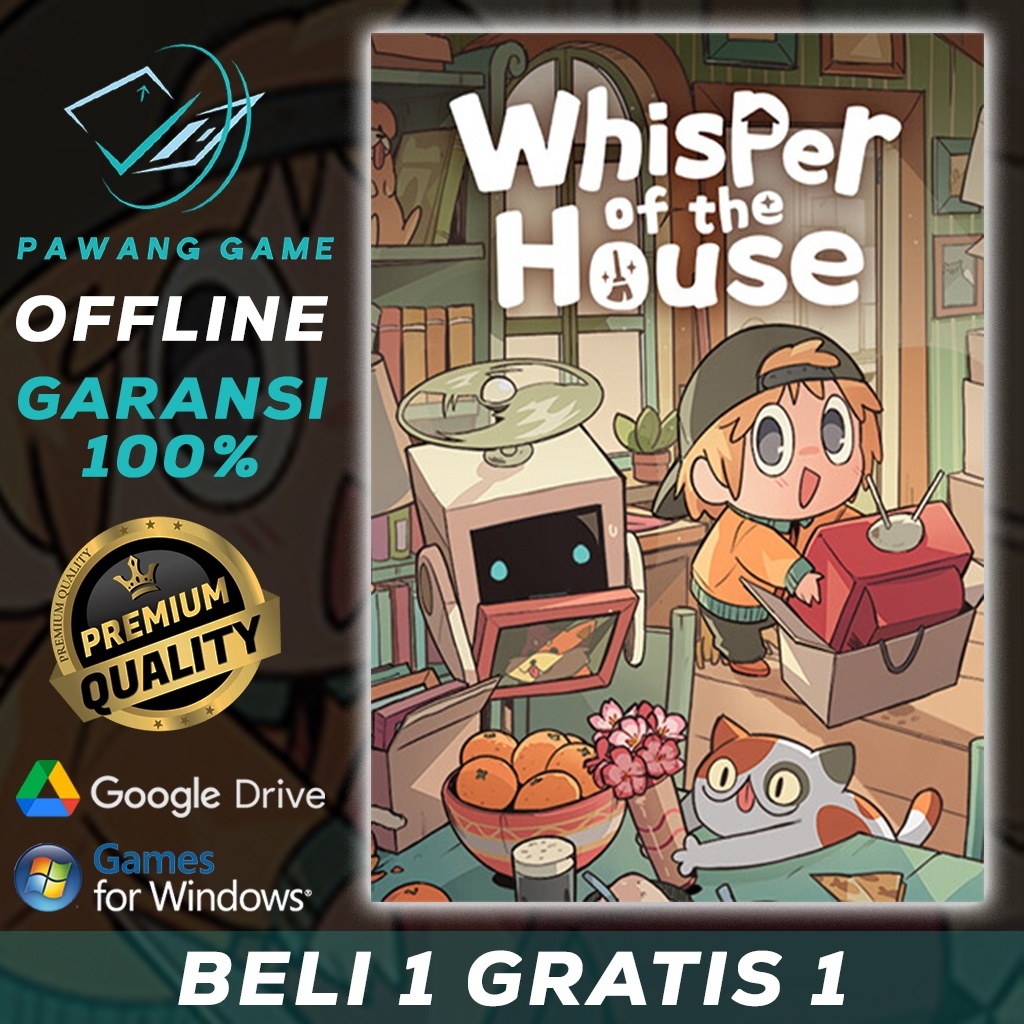 PAWANG GAME
OFFLINE
GARANSI
100%
PREMIUM QUALITY
PREMIUM
QUALITY
Google Drive
Games
for Windows®
Whisper
of the
House
BELI 1 GRATIS 1